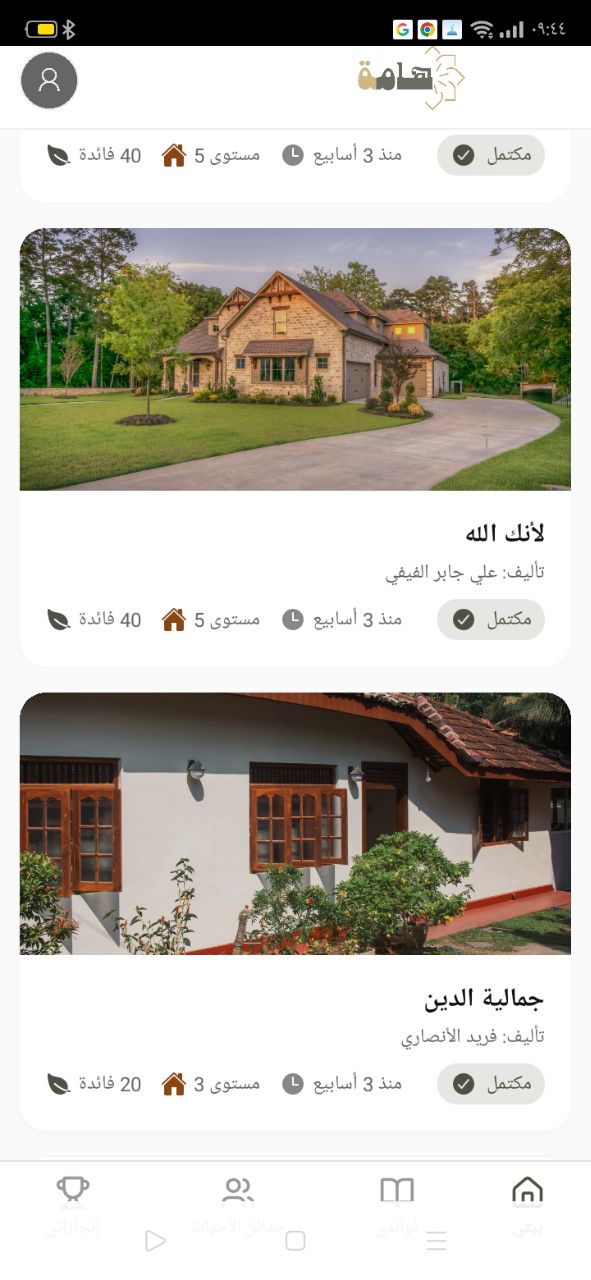 ٠٩:٤٤
هامة
مكتمل منذ 3 أسابيع مستوى 5 40 فائدة
لأنك الله
تأليف: علي جابر الفيفي
مكتمل منذ 3 أسابيع مستوى 5 40 فائدة
جمالية الدين
تأليف: فريد الأنصاري
مكتمل منذ 3 أسابيع مستوى 3 20 فائدة
بيتي فوائدي حدائق الأخوات إنجازاتي